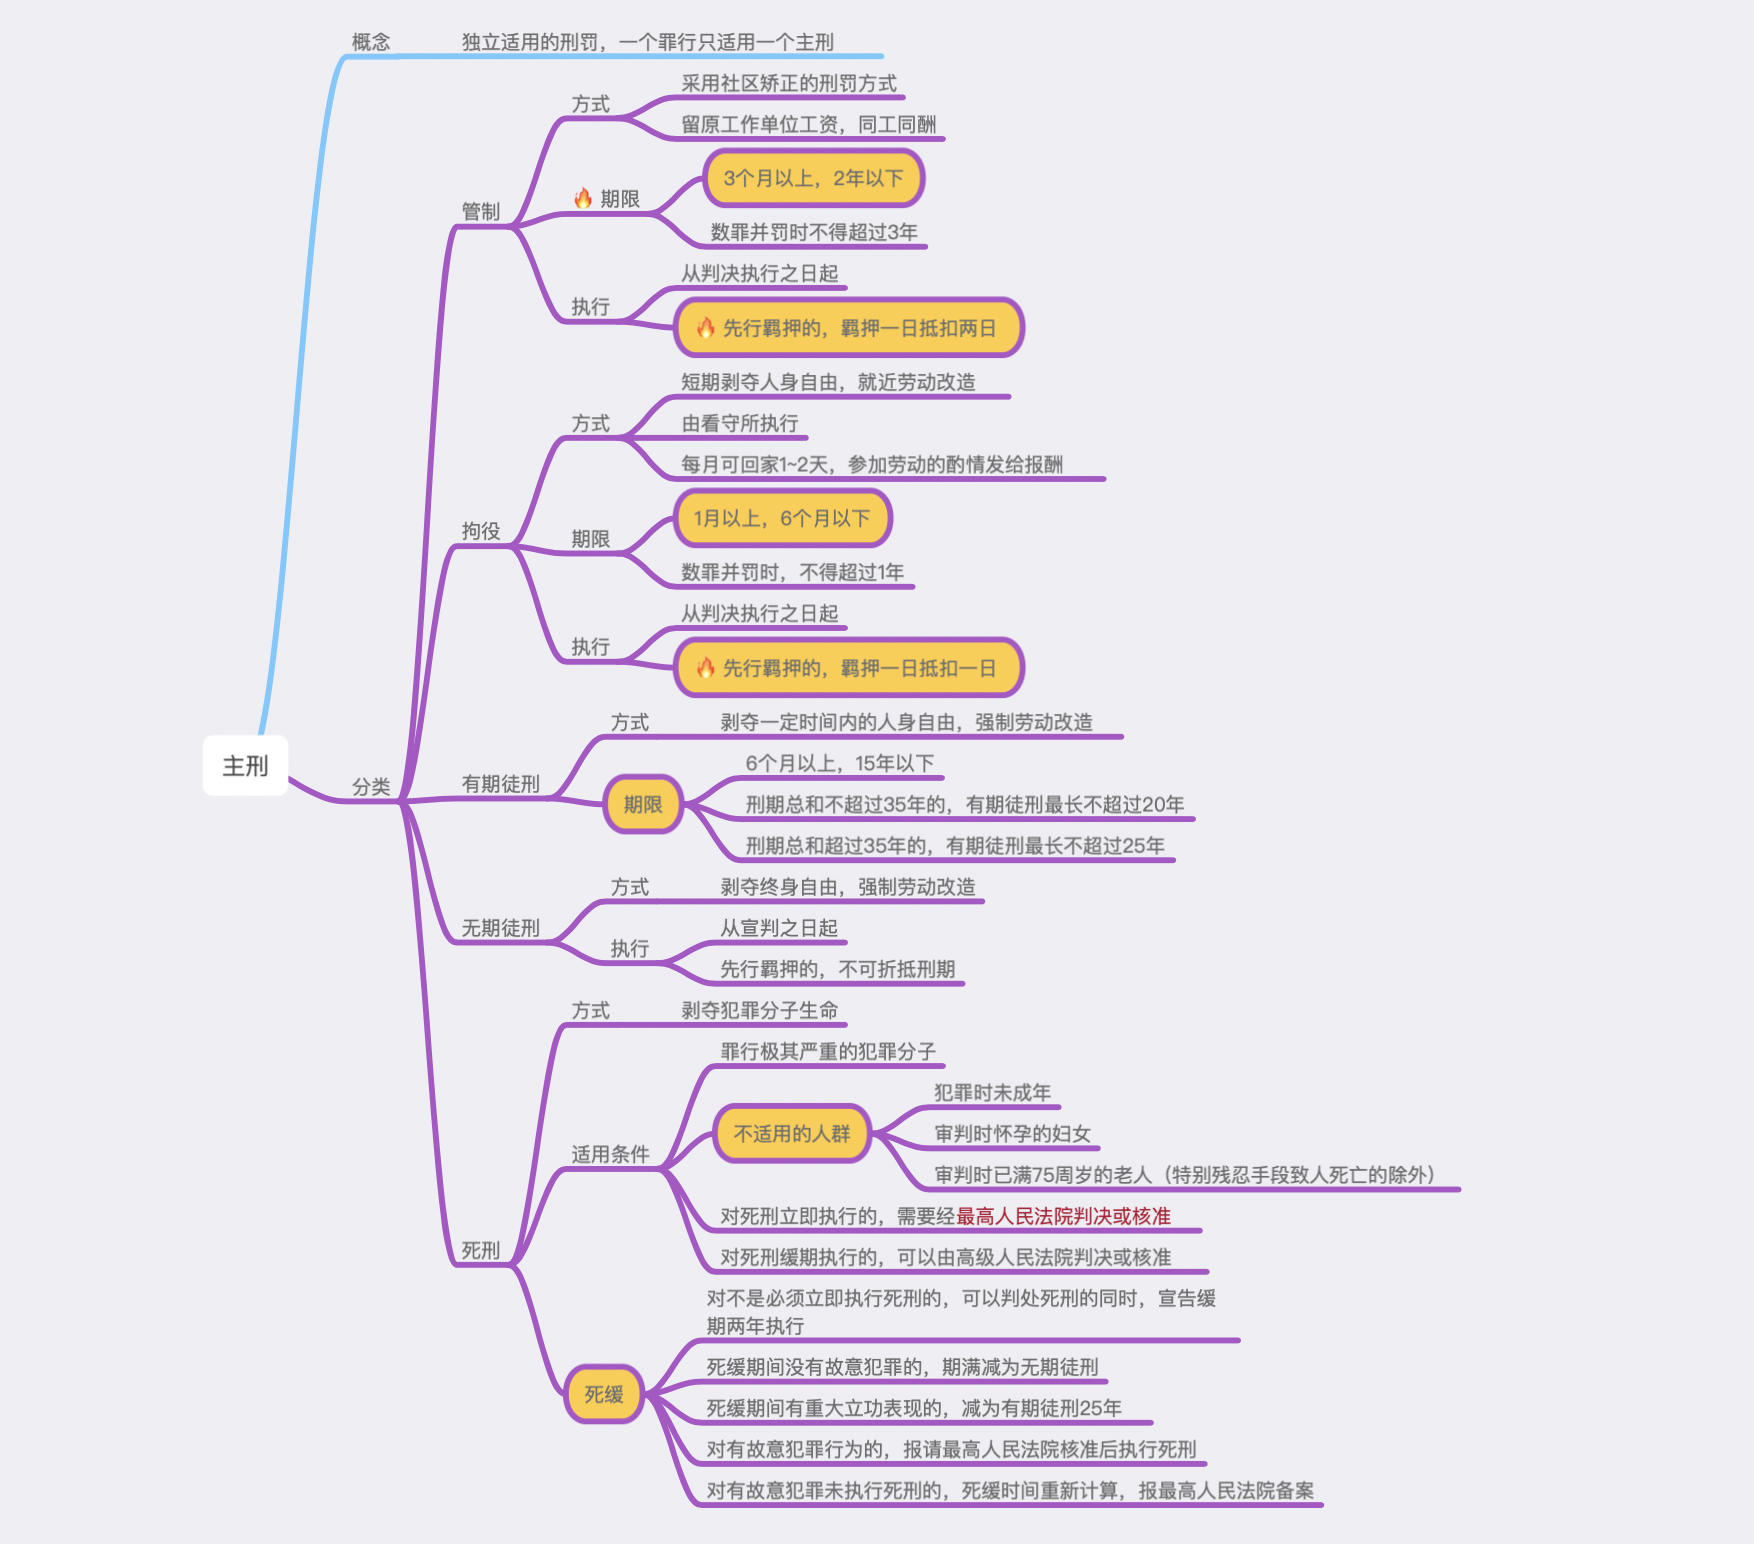 概念
独立适用的刑罚，一个罪行只适用一个主刑
采用社区矫正的刑罚方式
方式
留原工作单位工资，同工同酬
3个月以上，2年以下
期限
管制
数罪并罚时不得超过3年
从判决执行之日起
执行
先行羁押的，羁押一日抵扣两日
短期剥夺人身自由，就近劳动改造
方式
由看守所执行
每月可回家1~2天，参加劳动的酌情发给报酬
1月以上，6个月以下
拘役
期限
数罪并罚时，不得超过1年
从判决执行之日起
执行
先行羁押的，羁押一日抵扣一日
方式
剥夺一定时间内的人身自由，强制劳动改造
主刑
分类
有期徒刑
6个月以上，15年以下
期限
刑期总和不超过35年的，有期徒刑最长不超过20年
刑期总和超过35年的，有期徒刑最长不超过25年
方式
剥夺终身自由，强制劳动改造
无期徒刑
从宣判之日起
执行
先行羁押的，不可折抵刑期
方式
剥夺犯罪分子生命
罪行极其严重的犯罪分子
犯罪时未成年
不适用的人群
审判时怀孕的妇女
适用条件
审判时已满75周岁的老人（特别残忍手段致人死亡的除外）
对死刑立即执行的，需要经最高人民法院判决或核准
死刑
对死刑缓期执行的，可以由高级人民法院判决或核准
对不是必须立即执行死刑的，可以判处死刑的同时，宣告缓
期两年执行
死缓期间没有故意犯罪的，期满减为无期徒刑
死缓
死缓期间有重大立功表现的，减为有期徒刑25年
对有故意犯罪行为的，报请最高人民法院核准后执行死刑
对有故意犯罪未执行死刑的，死缓时间重新计算，报最高人民法院备案